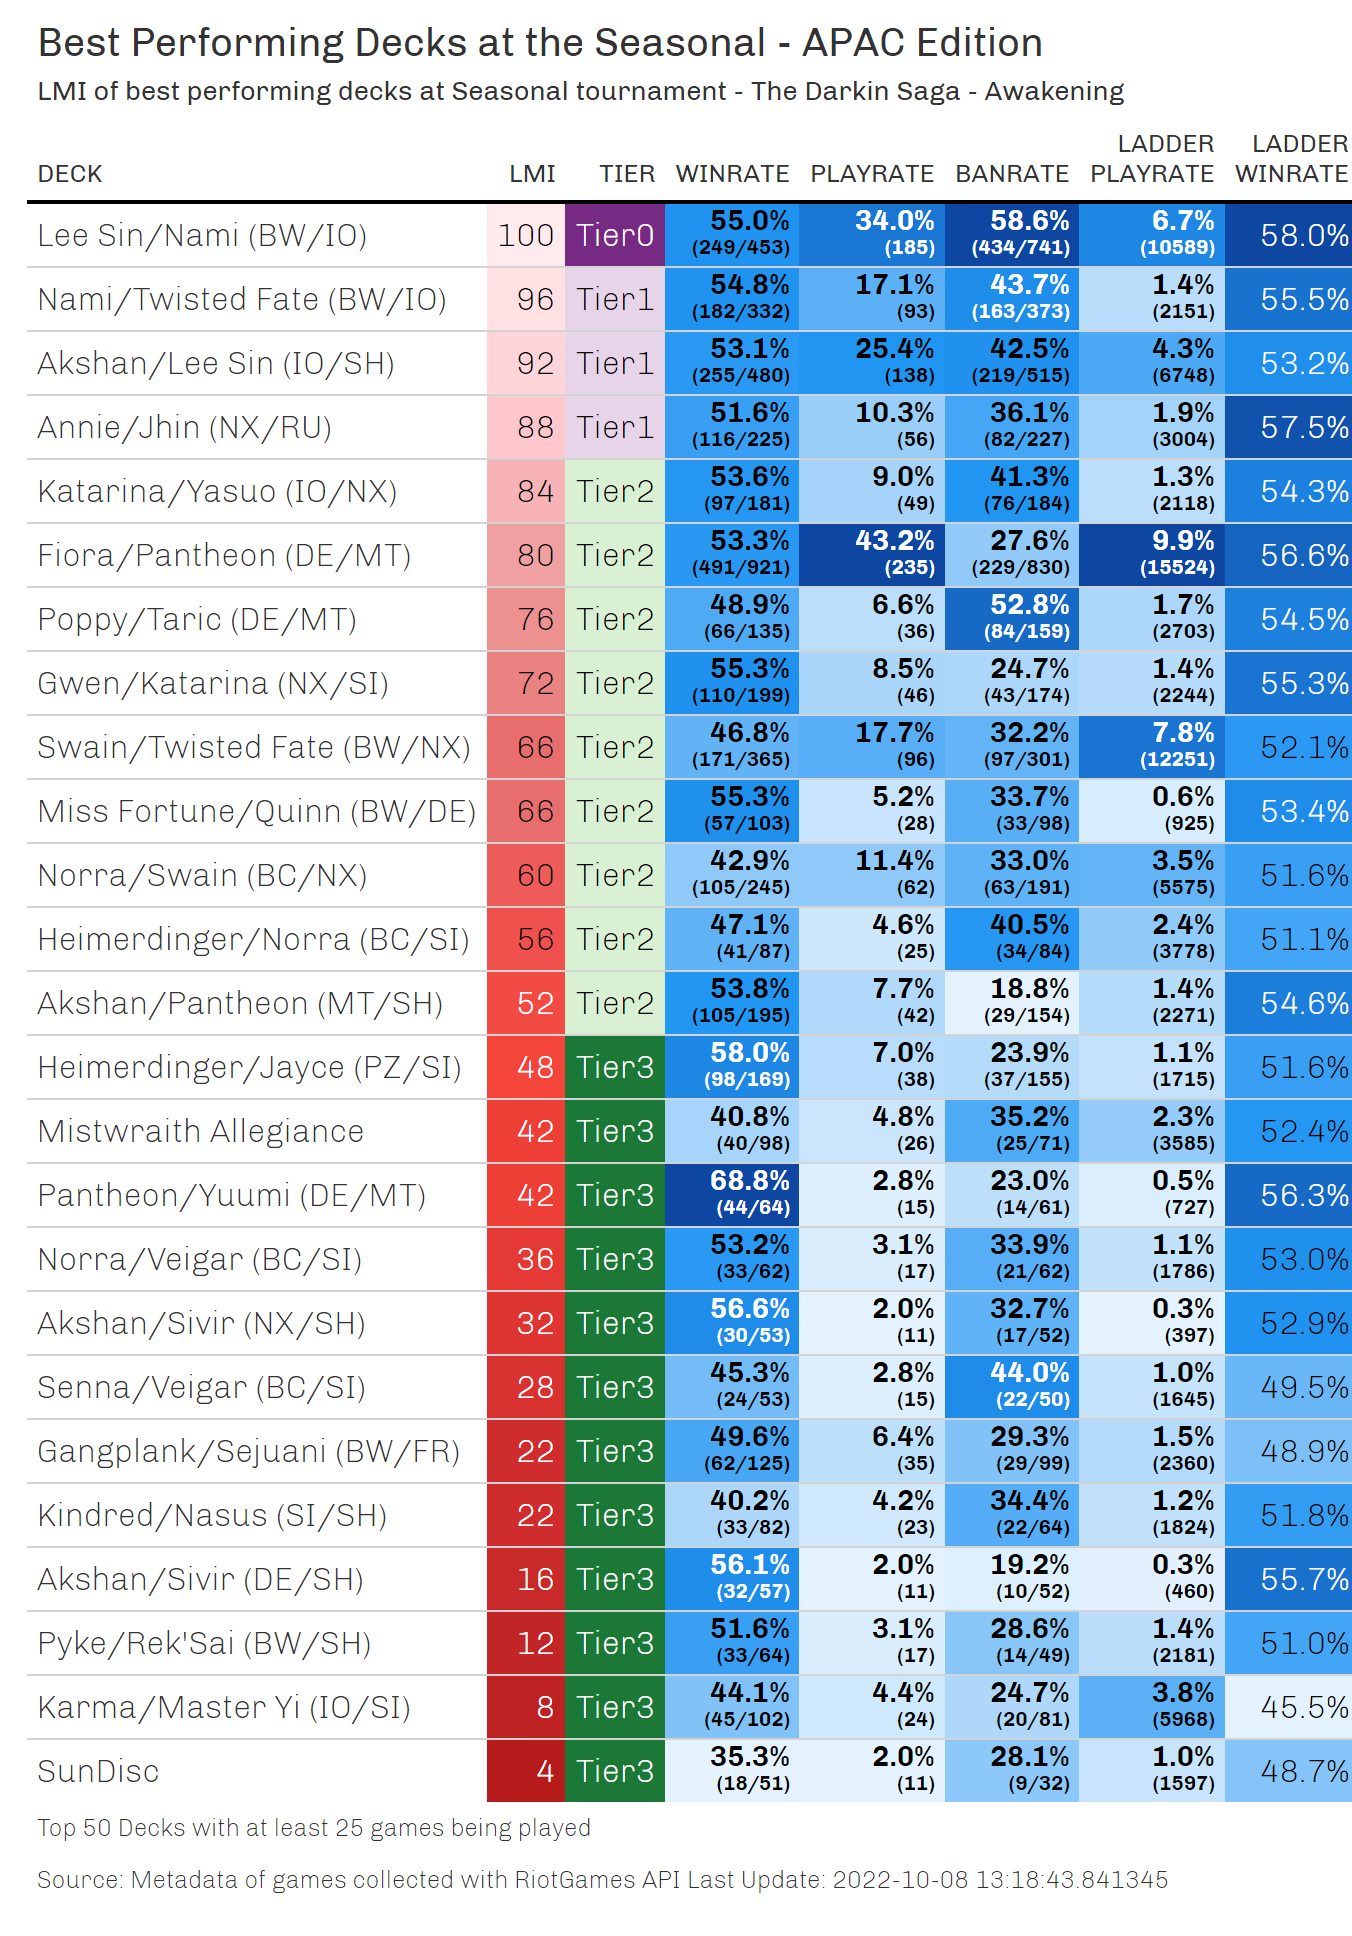 Best Performing Decks at the Seasonal - APAC Edition
LMI of best performing decks at Seasonal tournament - The Darkin Saga - Awakening
LADDER LADDER
DECK LMI TIER WINRATE PLAYRATE BANRATE PLAYRATE WINRATE
Lee Sin/Nami (BW/IO) 100 Tier0 55.0% 34.0% 58.6% 6.7% 58.0%
(249/453) (185) (434/741) (10589)
Nami/Twisted Fate (BW/IO) 96 Tier1 54.8% 17.1% 43.7% 1.4% 55.5%
(182/332) (93) (163/373) (2151)
Akshan/Lee Sin (IO/SH) 92 Tier1 53.1% 25.4% 42.5% 4.3% 53.2%
(255/480) (138) (219/515) (6748)
Annie/Jhin (NX/RU) 88 Tier1 51.6% 10.3% 36.1% 1.9% 57.5%
(116/225) (56) (82/227) (3004)
Katarina/Yasuo (IO/NX) 84 Tier2 53.6% 9.0% 41.3% 1.3% 54.3%
(97/181) (49) (76/184) (2118)
Fiora/Pantheon (DE/MT) 80 Tier2 53.3% 43.2% 27.6% 9.9% 56.6%
(491/921) (235) (229/830) (15524)
Poppy/Taric (DE/MT) 76 Tier2 48.9% 6.6% 52.8% 1.7% 54.5%
(66/135) (36) (84/159) (2703)
Gwen/Katarina (NX/SI) 72 Tier2 55.3% 8.5% 24.7% 1.4% 55.3%
(110/199) (46) (43/174) (2244)
Swain/Twisted Fate (BW/NX) 66 Tier2 46.8% 17.7% 32.2% 7.8% 52.1%
(171/365) (96) (97/301) (12251)
Miss Fortune/Quinn (BW/DE) 66 Tier2 55.3% 5.2% 33.7% 0.6% 53.4%
(57/103) (28) (33/98) (925)
Norra/Swain (BC/NX) 60 Tier2 42.9% 11.4% 33.0% 3.5% 51.6%
(105/245) (62) (63/191) (5575)
Heimerdinger/Norra (BC/SI) 56 Tier2 47.1% 4.6% 40.5% 2.4% 51.1%
(41/87) (25) (34/84) (3778)
Akshan/Pantheon (MT/SH) 52 Tier2 53.8% 7.7% 18.8% 1.4% 54.6%
(105/195) (42) (29/154) (2271)
Heimerdinger/Jayce (PZ/SI) 48 Tier3 58.0% 7.0% 23.9% 1.1% 51.6%
(98/169) (38) (37/155) (1715)
Mistwraith Allegiance 42 Tier3 40.8% 4.8% 35.2% 2.3% 52.4%
(40/98) (26) (25/71) (3585)
Pantheon/Yuumi (DE/MT) 42 Tier3 68.8% 2.8% 23.0% 0.5% 56.3%
(44/64) (15) (14/61) (727)
Norra/Veigar (BC/SI) 36 Tier3 53.2% 3.1% 33.9% 1.1% 53.0%
(33/62) (17) (21/62) (1786)
Akshan/Sivir (NX/SH) 32 Tier3 56.6% 2.0% 32.7% 0.3% 52.9%
(30/53) (11) (17/52) (397)
Senna/Veigar (BC/SI) 28 Tier3 45.3% 2.8% 44.0% 1.0% 49.5%
(24/53) (15) (22/50) (1645)
Gangplank/Sejuani (BW/FR) 22 Tier3 49.6% 6.4% 29.3% 1.5% 48.9%
(62/125) (35) (29/99) (2360)
Kindred/Nasus (SI/SH) 22 Tier3 40.2% 4.2% 34.4% 1.2% 51.8%
(33/82) (23) (22/64) (1824)
Akshan/Sivir (DE/SH) 16 Tier3 56.1% 2.0% 19.2% 0.3% 55.7%
(32/57) (11) (10/52) (460)
Pyke/Rek'Sai (BW/SH) 12 Tier3 51.6% 3.1% 28.6% 1.4% 51.0%
(33/64) (17) (14/49) (2181)
Karma/Master Yi (IO/SI) 8 Tier3 44.1% 4.4% 24.7% 3.8% 45.5%
(45/102) (24) (20/81) (5968)
SunDisc 4 Tier3 35.3% 2.0% 28.1% 1.0% 48.7%
(18/51) (11) (9/32) (1597)
Top 50 Decks with at least 25 games being played
Source: Metadata of games collected with RiotGames API Last Update: 2022-10-08 13:18:43.841345